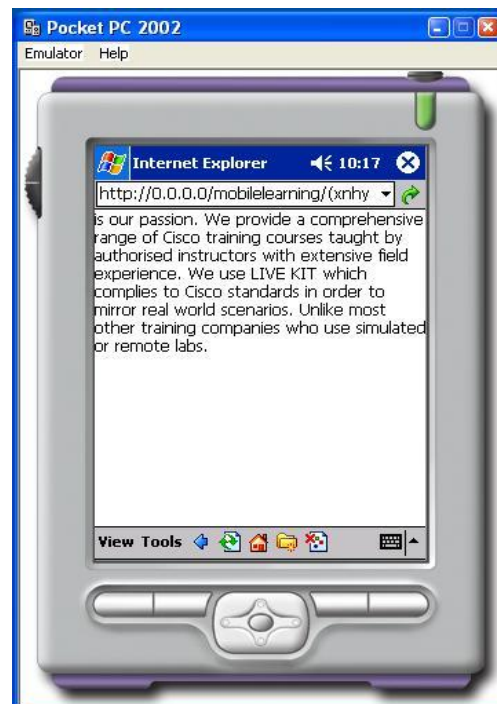 Pocket PC 2002
Emulator Help
Internet Explorer 10:17
http://0.0.0.0/mobilelearning/(xnhy
is our passion. We provide a comprehensive
range of Cisco training courses taught by
authorised instructors with extensive field
experience. We use LIVE KIT which
complies to Cisco standards in order to
mirror real world scenarios. Unlike most
other training companies who use simulated
or remote labs.
View Tools